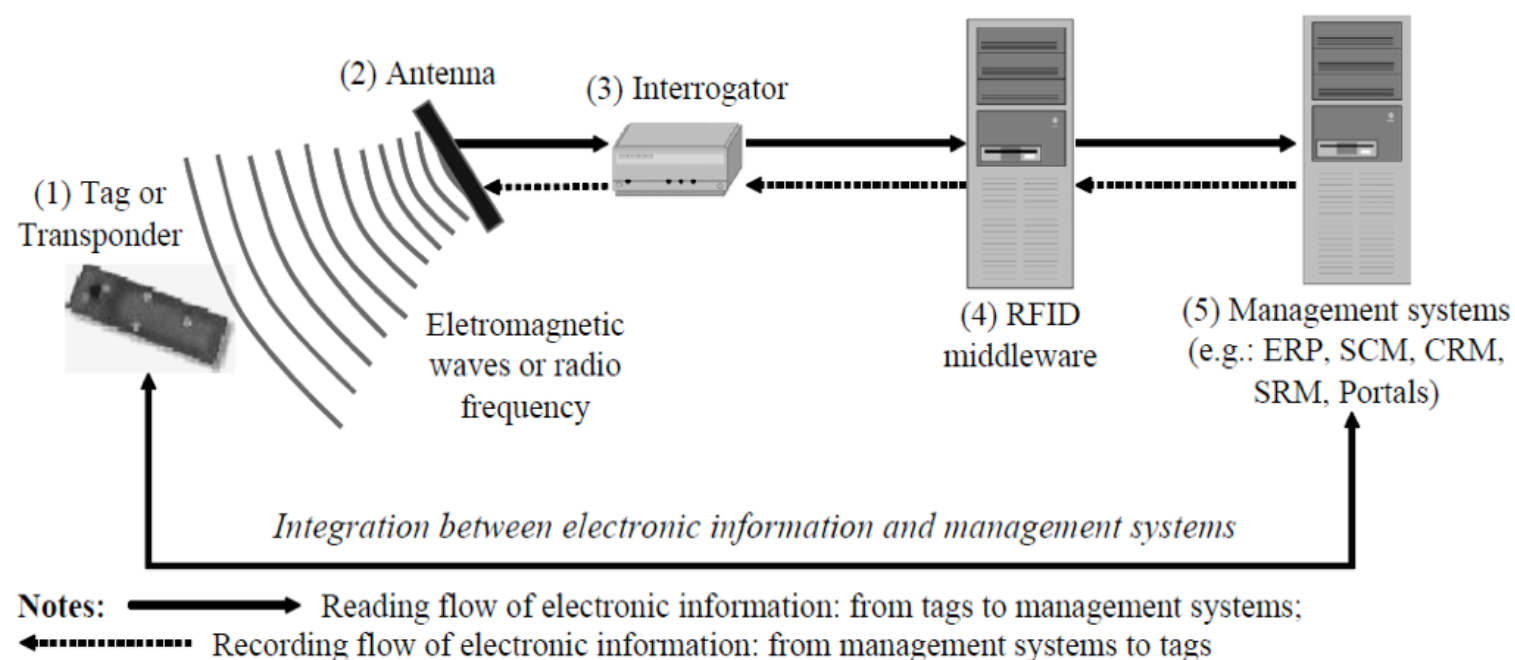 (2) Antenna
(3) Interrogator
(1) Tag or
Transponder
Eletromagnetic
waves or radio
frequency
(4) RFID
middleware
(5) Management systems
(e.g.: ERP, SCM, CRM,
SRM, Portals)
Integration between electronic information and management systems
Notes: Reading flow of electronic information: from tags to management systems;
Recording flow of electronic information: from management systems to tags